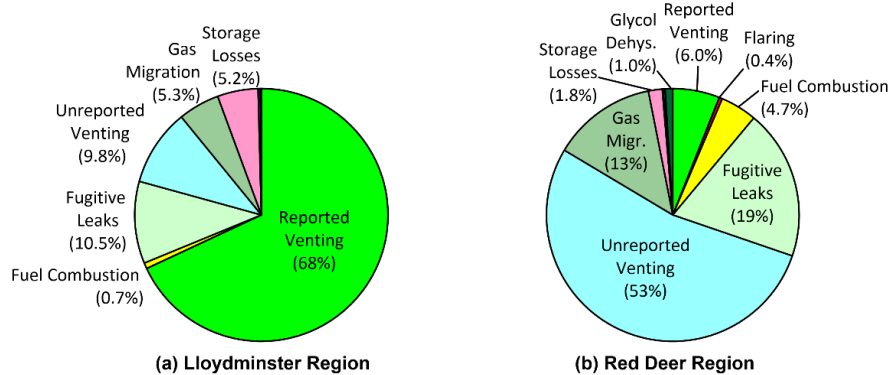 Storage
Losses
(5.2%)
Gas
Migration
(5.3%)
Unreported
Venting
(9.8%)
Fugitive
Leaks
(10.5%)
Fuel Combustion
(0.7%)
Reported
Venting
(68%)
(a) Lloydminster Region
Storage
Losses
(1.8%)
Glycol
Dehys.
(1.0%)
Reported
Venting
(6.0%)
Flaring
(0.4%)
Fuel Combustion
(4.7%)
Gas
Migr.
(13%)
Fugitive
Leaks
(19%)
Unreported
Venting
(53%)
(b) Red Deer Region